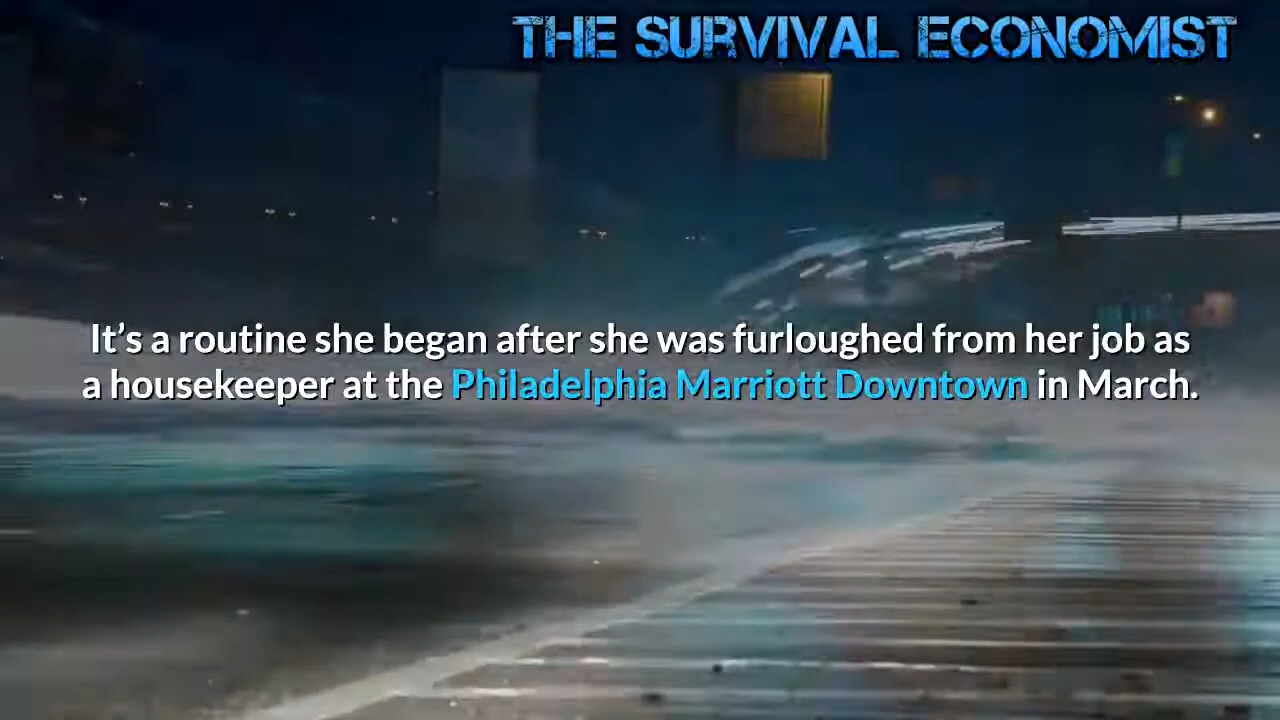 THE SURVIVAL ECONOMIST
It’s a routine she began after she was furloughed from her job as
a housekeeper at the Philadelphia Marriott Downtown in March.